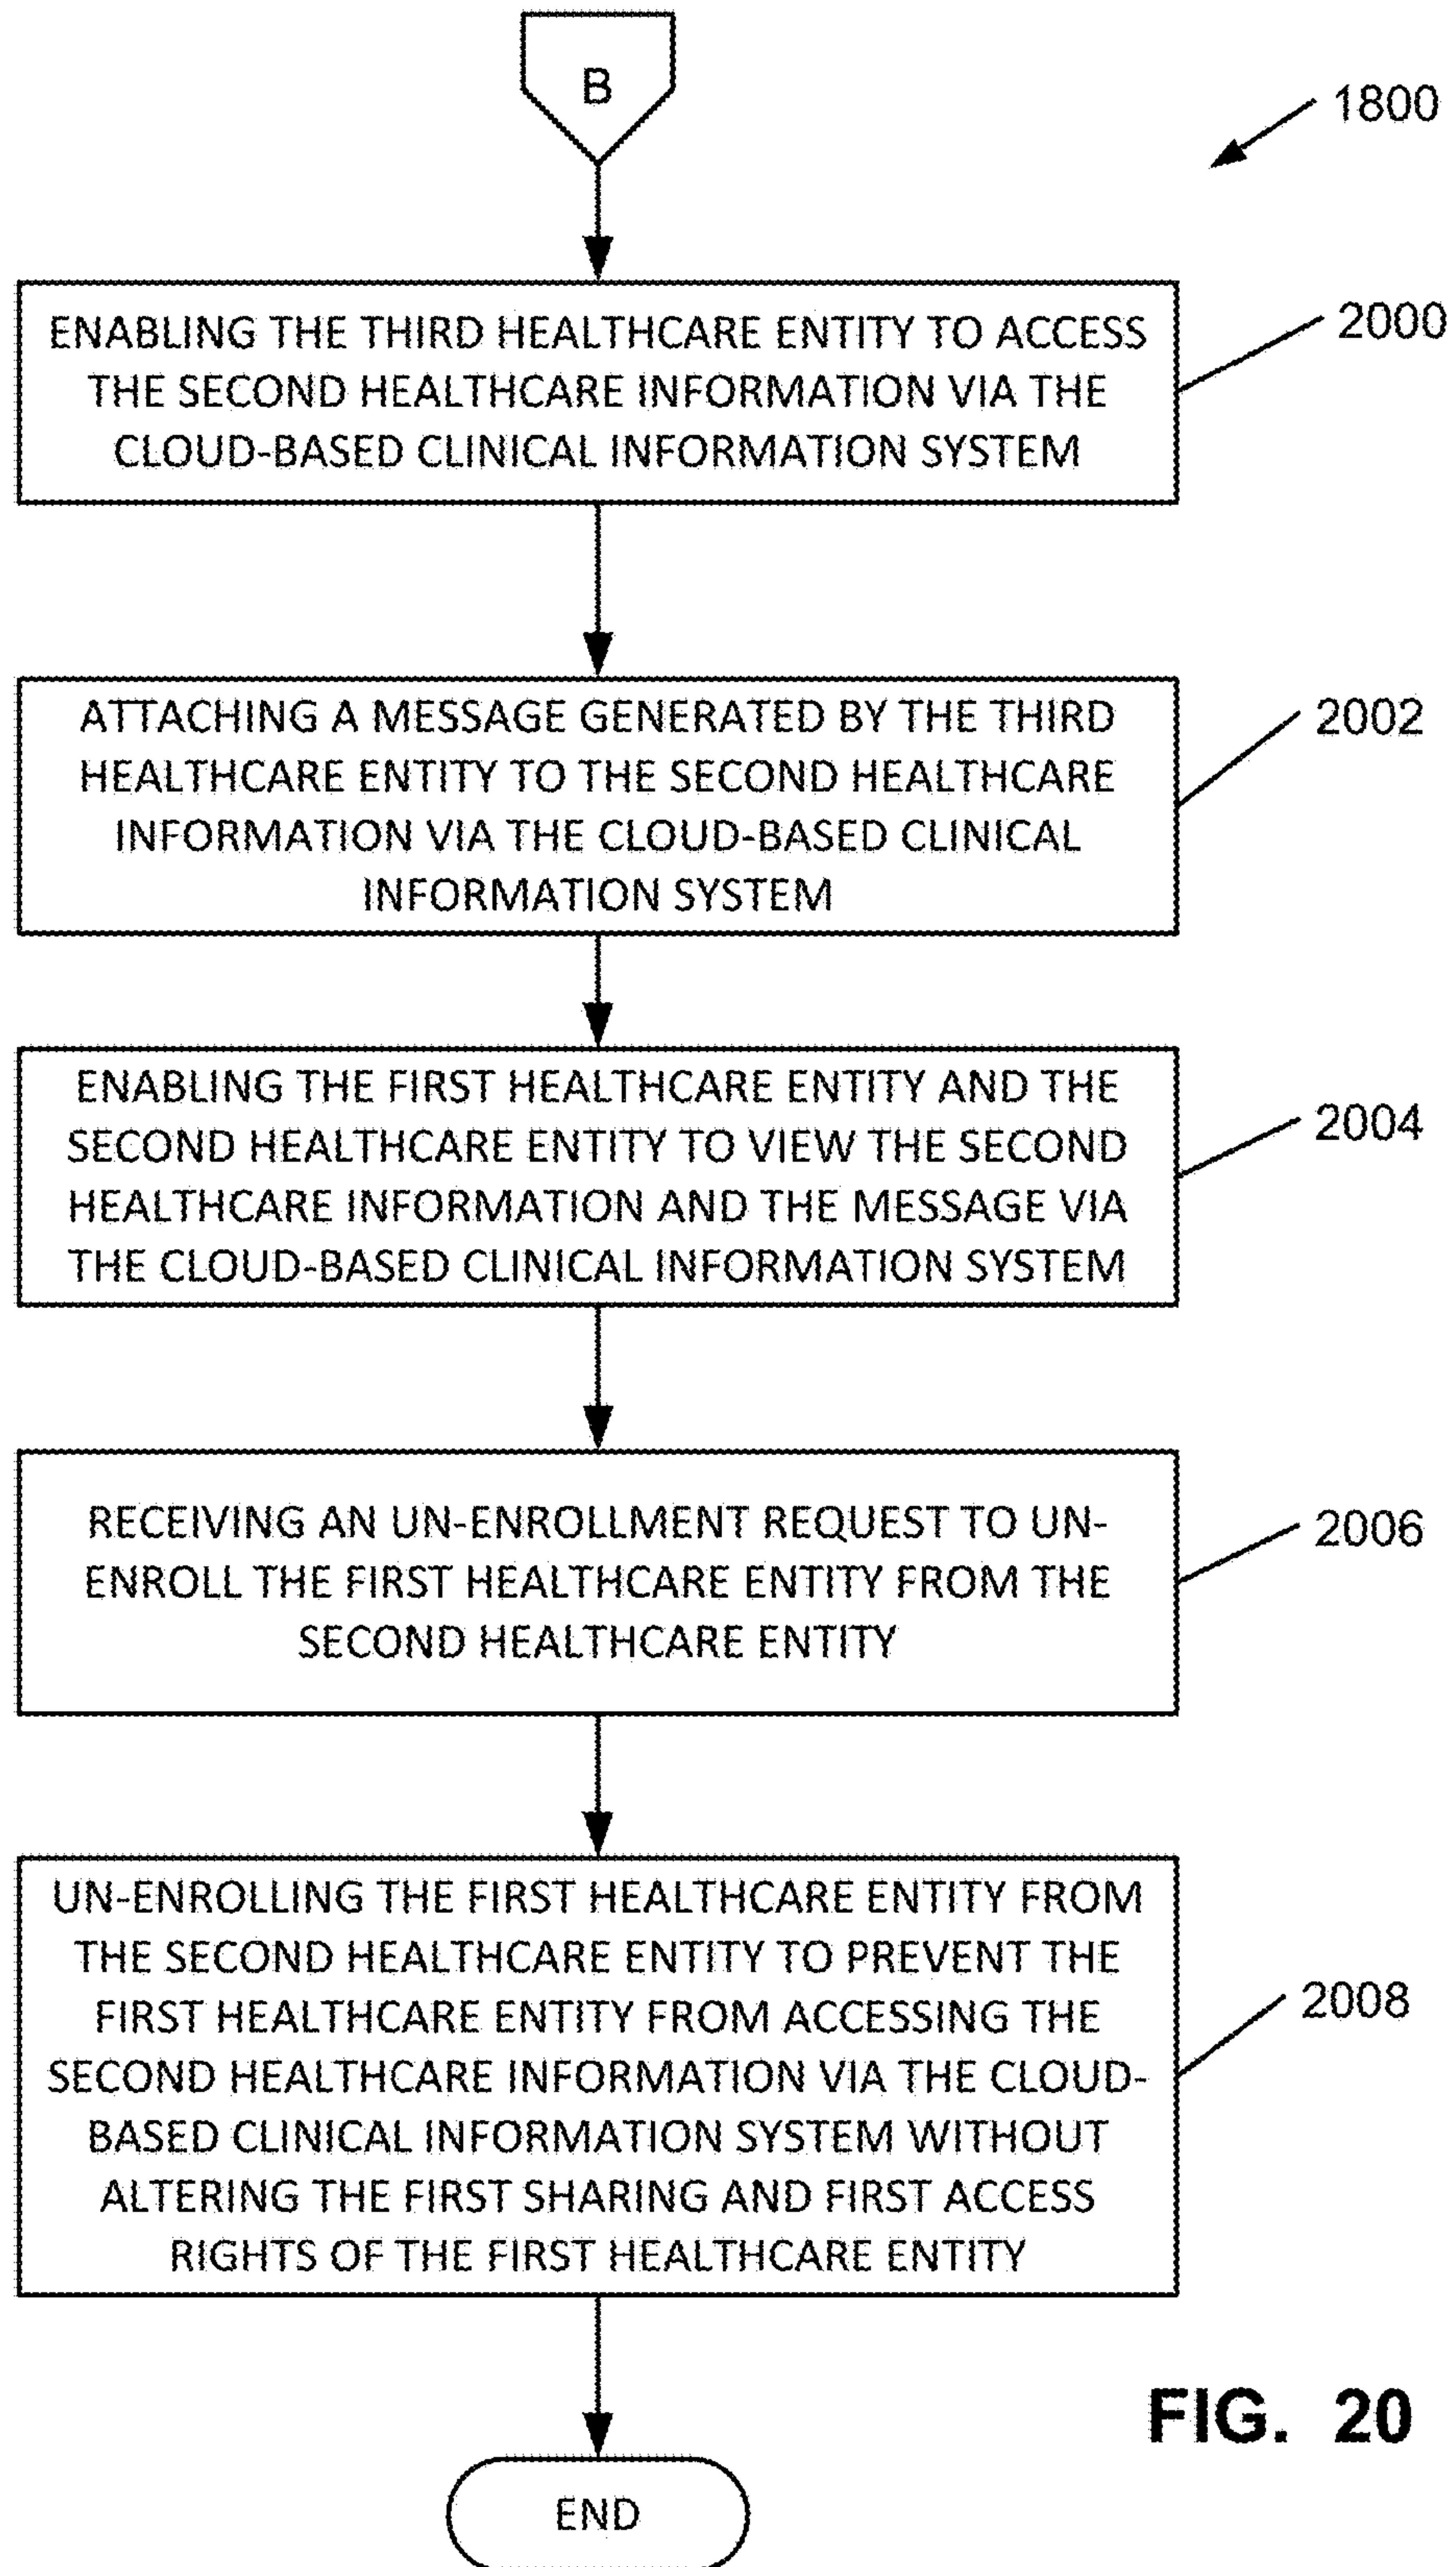 B
1800
ENABLING THE THIRD HEALTHCARE ENTITY TO ACCESS
THE SECOND HEALTHCARE INFORMATION VIA THE
CLOUD-BASED CLINICAL INFORMATION SYSTEM
2000
ATTACHING A MESSAGE GENERATED BY THE THIRD
HEALTHCARE ENTITY TO THE SECOND HEALTHCARE
INFORMATION VIA THE CLOUD-BASED CLINICAL
INFORMATION SYSTEM
2002
ENABLING THE FIRST HEALTHCARE ENTITY AND THE
SECOND HEALTHCARE ENTITY TO VIEW THE SECOND
HEALTHCARE INFORMATION AND THE MESSAGE VIA
THE CLOUD-BASED CLINICAL INFORMATION SYSTEM
2004
RECEIVING AN UN-ENROLLMENT REQUEST TO UN-
ENROLL THE FIRST HEALTHCARE ENTITY FROM THE
SECOND HEALTHCARE ENTITY
2006
UN-ENROLLING THE FIRST HEALTHCARE ENTITY FROM
THE SECOND HEALTHCARE ENTITY TO PREVENT THE
FIRST HEALTHCARE ENTITY FROM ACCESSING THE
SECOND HEALTHCARE INFORMATION VIA THE CLOUD-
BASED CLINICAL INFORMATION SYSTEM WITHOUT
ALTERING THE FIRST SHARING AND FIRST ACCESS
RIGHTS OF THE FIRST HEALTHCARE ENTITY
2008
FIG. 20
END